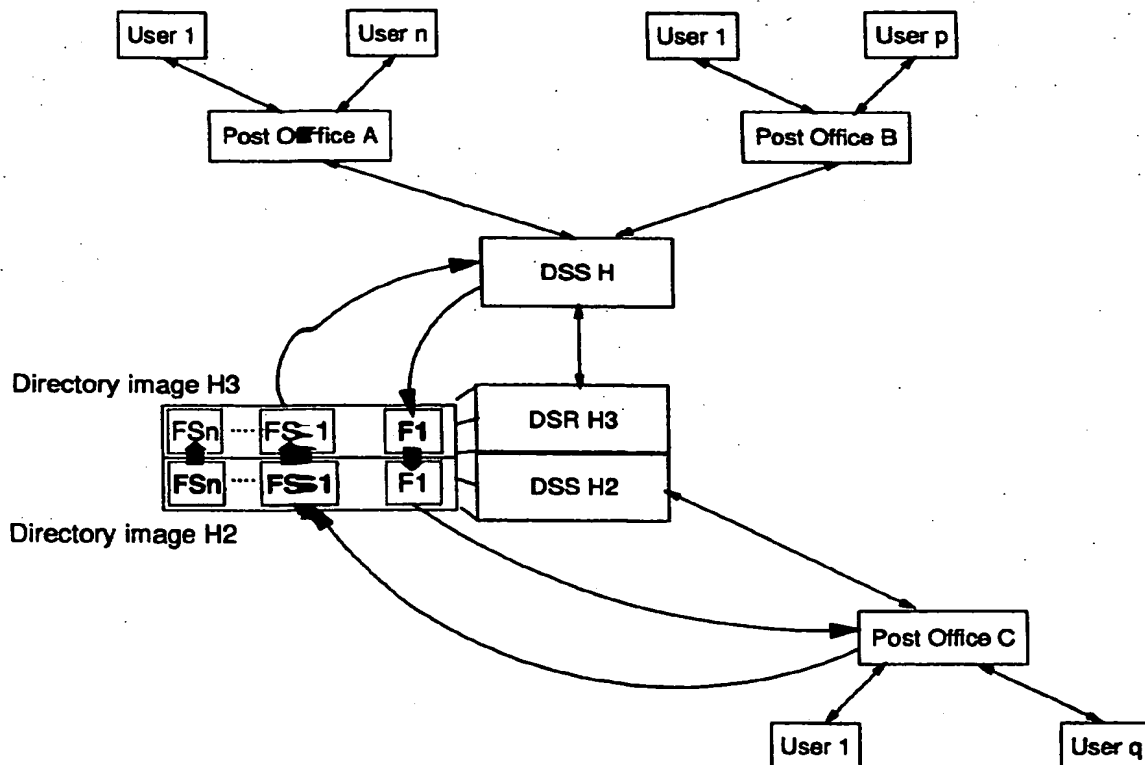 User 1
User n
User 1
User p
Post Office A
Post Office B
DSS H
Directory image H3
FSn ..... FS-1
F1
DSR H3
FSn ..... FS-1
F1
DSS H2
Directory image H2
Post Office C
User 1
User q